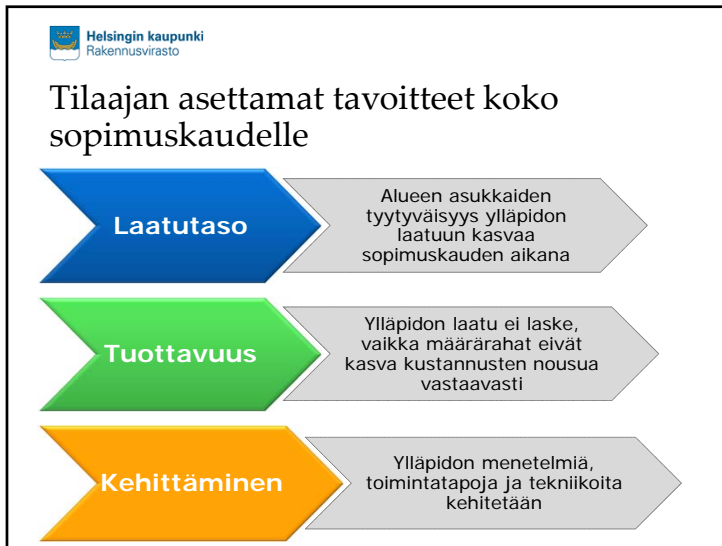 Helsingin kaupunki
Rakennusvirasto
Tilaajan asettamat tavoitteet koko
sopimuskaudelle
Laatutaso
Alueen asukkaiden
tyytyväisyys ylläpidon
laatuun kasvaa
sopimuskauden aikana
Tuottavuus
Ylläpidon laatu ei laske,
vaikka määrärahat eivät
kasva kustannusten nousua
vastaavasti
Kehittäminen
Ylläpidon menetelmiä,
toimintatapoja ja tekniikoita
kehitetään